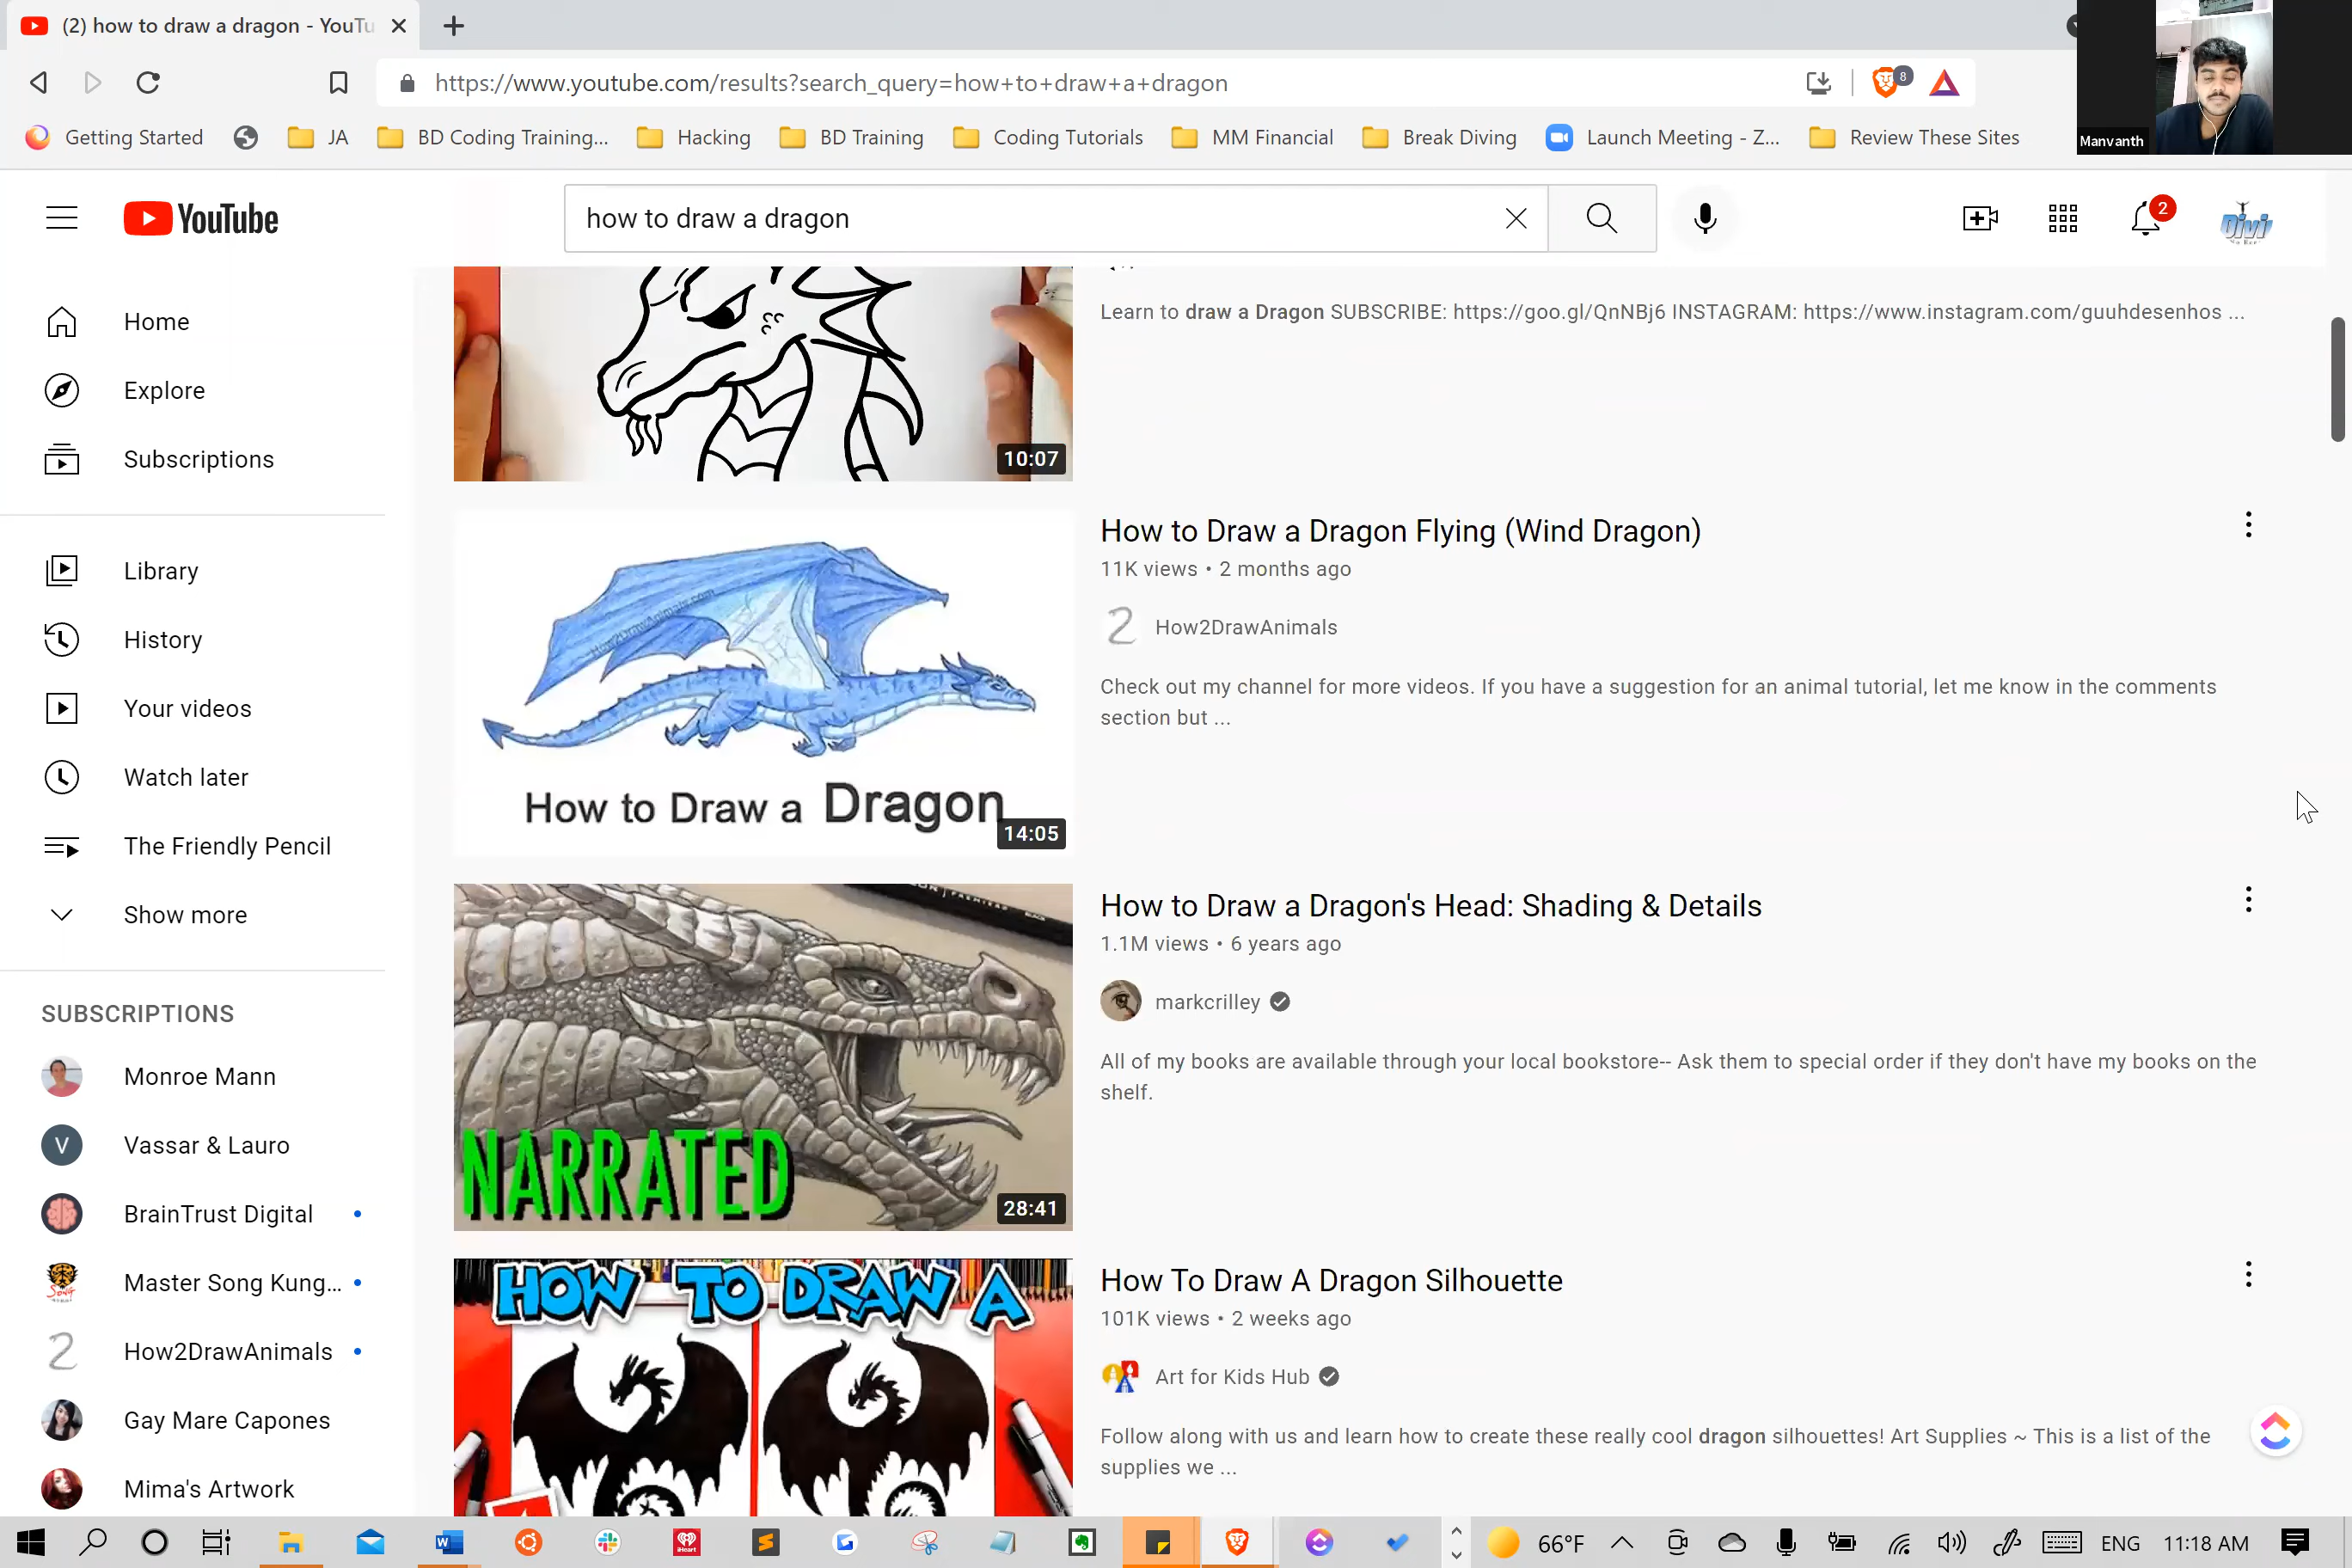 (2) how to draw a dragon - YouTu
https://www.youtube.com/results?search_query=how+to+draw+a+dragon
8
Getting Started
JA
BD Coding Training...
Hacking
BD Training
Coding Tutorials
MM Financial
Break Diving
Launch Meeting - Z...
Review These Sites
Manvanth
YouTube
how to draw a dragon
2
Divi
Home
Explore
Subscriptions
Library
History
Your videos
Watch later
The Friendly Pencil
Show more
SUBSCRIPTIONS
Monroe Mann
V
Vassar & Lauro
BrainTrust Digital
Master Song Kung...
How2DrawAnimals
Gay Mare Capones
Mima's Artwork
10:07
Learn to draw a Dragon SUBSCRIBE: https://goo.gl/QnNBj6 INSTAGRAM: https://www.instagram.com/guuhdesenhos ...
How2DrawAnimals.com
How to Draw a Dragon
14:05
How to Draw a Dragon Flying (Wind Dragon)
11K views • 2 months ago
How2DrawAnimals
Check out my channel for more videos. If you have a suggestion for an animal tutorial, let me know in the comments
section but ...
NARRATED
28:41
How to Draw a Dragon's Head: Shading & Details
1.1M views • 6 years ago
markcrilley
All of my books are available through your local bookstore-- Ask them to special order if they don't have my books on the
shelf.
HOW TO DRAW A
How To Draw A Dragon Silhouette
101K views • 2 weeks ago
Art for Kids Hub
Follow along with us and learn how to create these really cool dragon silhouettes! Art Supplies ~ This is a list of the
supplies we ...
66°F
ENG
11:18 AM